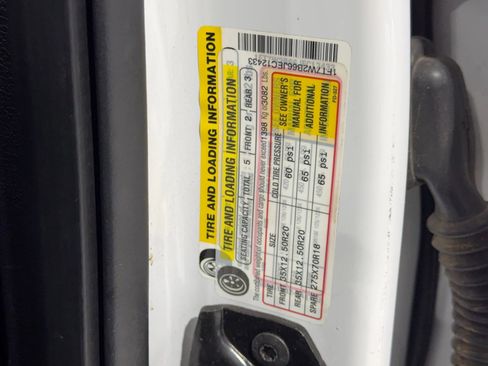 TIRE AND LOADING INFORMATION
TIRE AND LOADING INFORMATION
SEATING CAPACITY TOTAL 5 FRONT 2 REAR 3
The combined weight of occupants and cargo should never exceed 1398 Kg or 3082 Lbs.
TIRE SIZE COLD TIRE PRESSURE SEE OWNER'S
FRONT 35X12.50R20 60 psi MANUAL FOR
REAR 35X12.50R20 65 psi ADDITIONAL
SPARE 275X70R18 65 psi INFORMATION
1FT7W2B66JEC12433